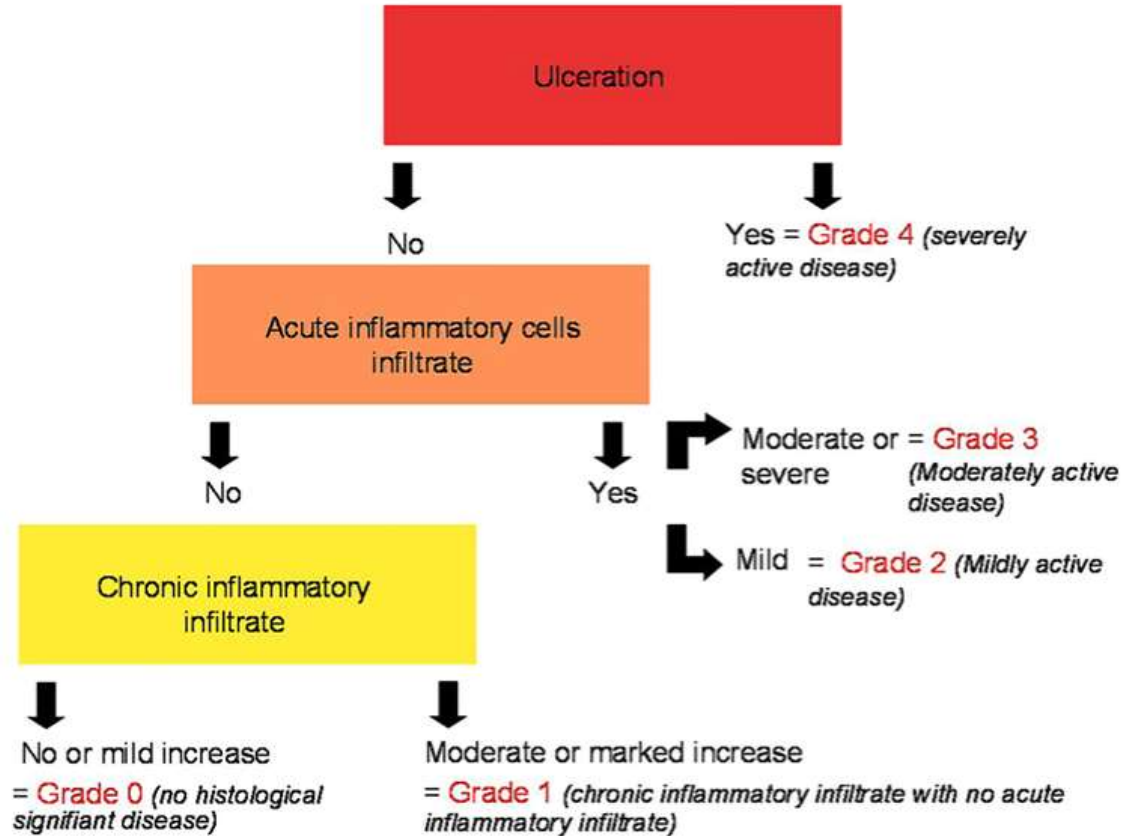 Ulceration
No
Yes = Grade 4 (severely
active disease)
Acute inflammatory cells
infiltrate
No
Yes
Moderate or = Grade 3
severe (Moderately active
disease)
Mild = Grade 2 (Mildly active
disease)
Chronic inflammatory
infiltrate
No or mild increase
= Grade 0 (no histological
signifiant disease)
Moderate or marked increase
= Grade 1 (chronic inflammatory infiltrate with no acute
inflammatory infiltrate)